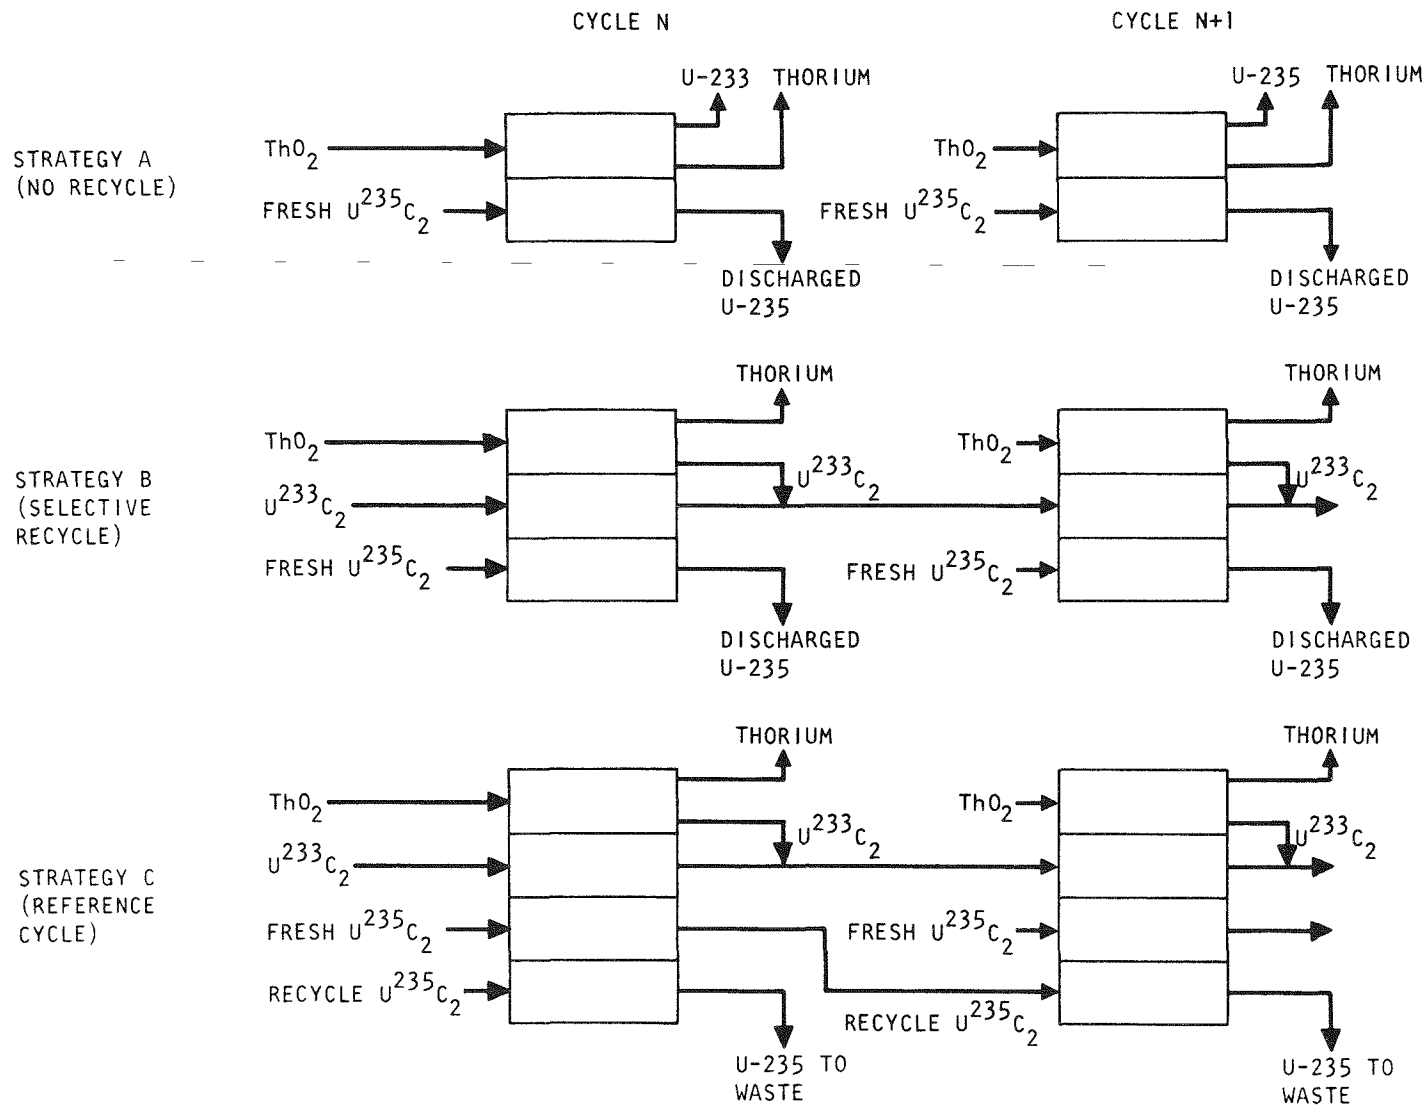 CYCLE N
CYCLE N+1
U-233 THORIUM
U-235 THORIUM
STRATEGY A
(NO RECYCLE)
ThO2
FRESH U235C2
ThO2
FRESH U235C2
DISCHARGED
U-235
DISCHARGED
U-235
STRATEGY B
(SELECTIVE
RECYCLE)
THORIUM
THORIUM
ThO2
U233C2
FRESH U235C2
U233C2
ThO2
FRESH U235C2
U233C2
DISCHARGED
U-235
DISCHARGED
U-235
STRATEGY C
(REFERENCE
CYCLE)
THORIUM
THORIUM
ThO2
U233C2
FRESH U235C2
RECYCLE U235C2
U233C2
ThO2
FRESH U235C2
RECYCLE U235C2
U233C2
U-235 TO
WASTE
U-235 TO
WASTE